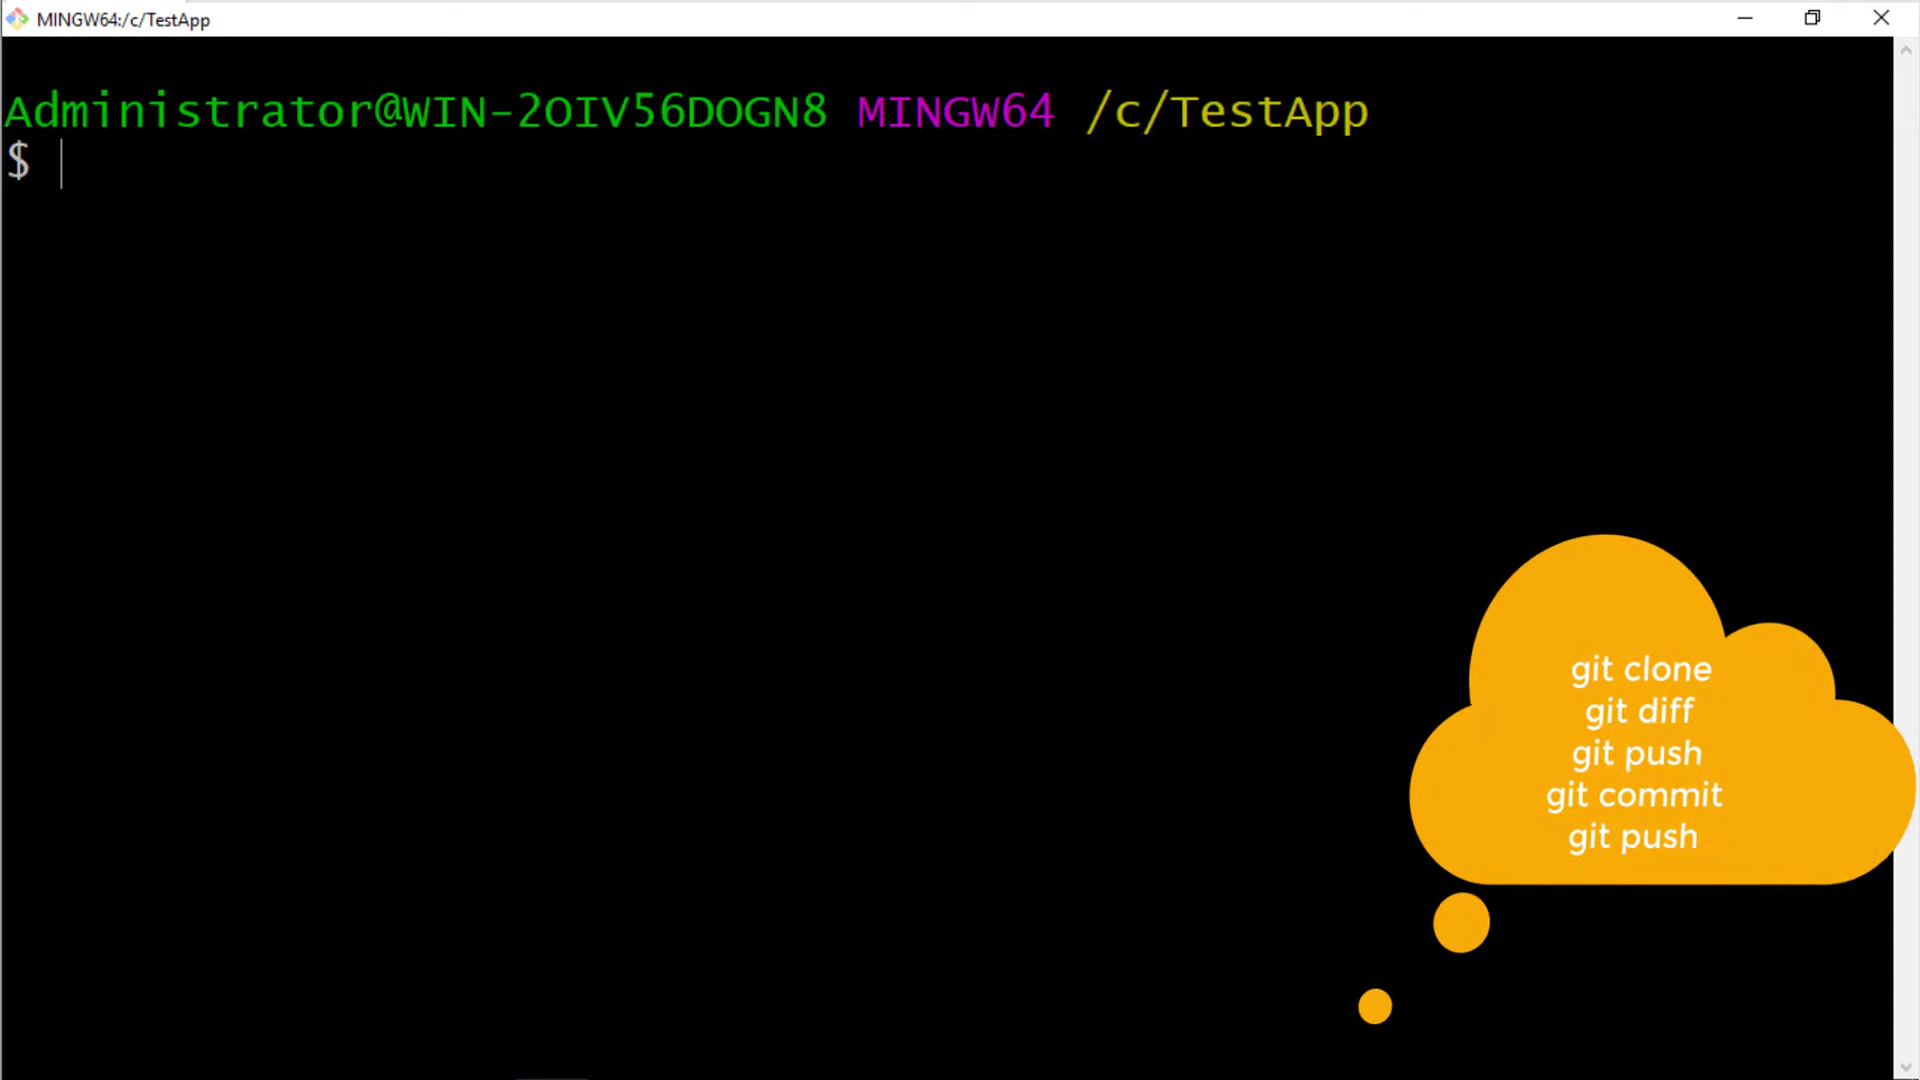 MINGW64:/c/TestApp
Administrator@WIN-2OIV56DOGN8 MINGW64 /c/TestApp
$
git clone
git diff
git push
git commit
git push